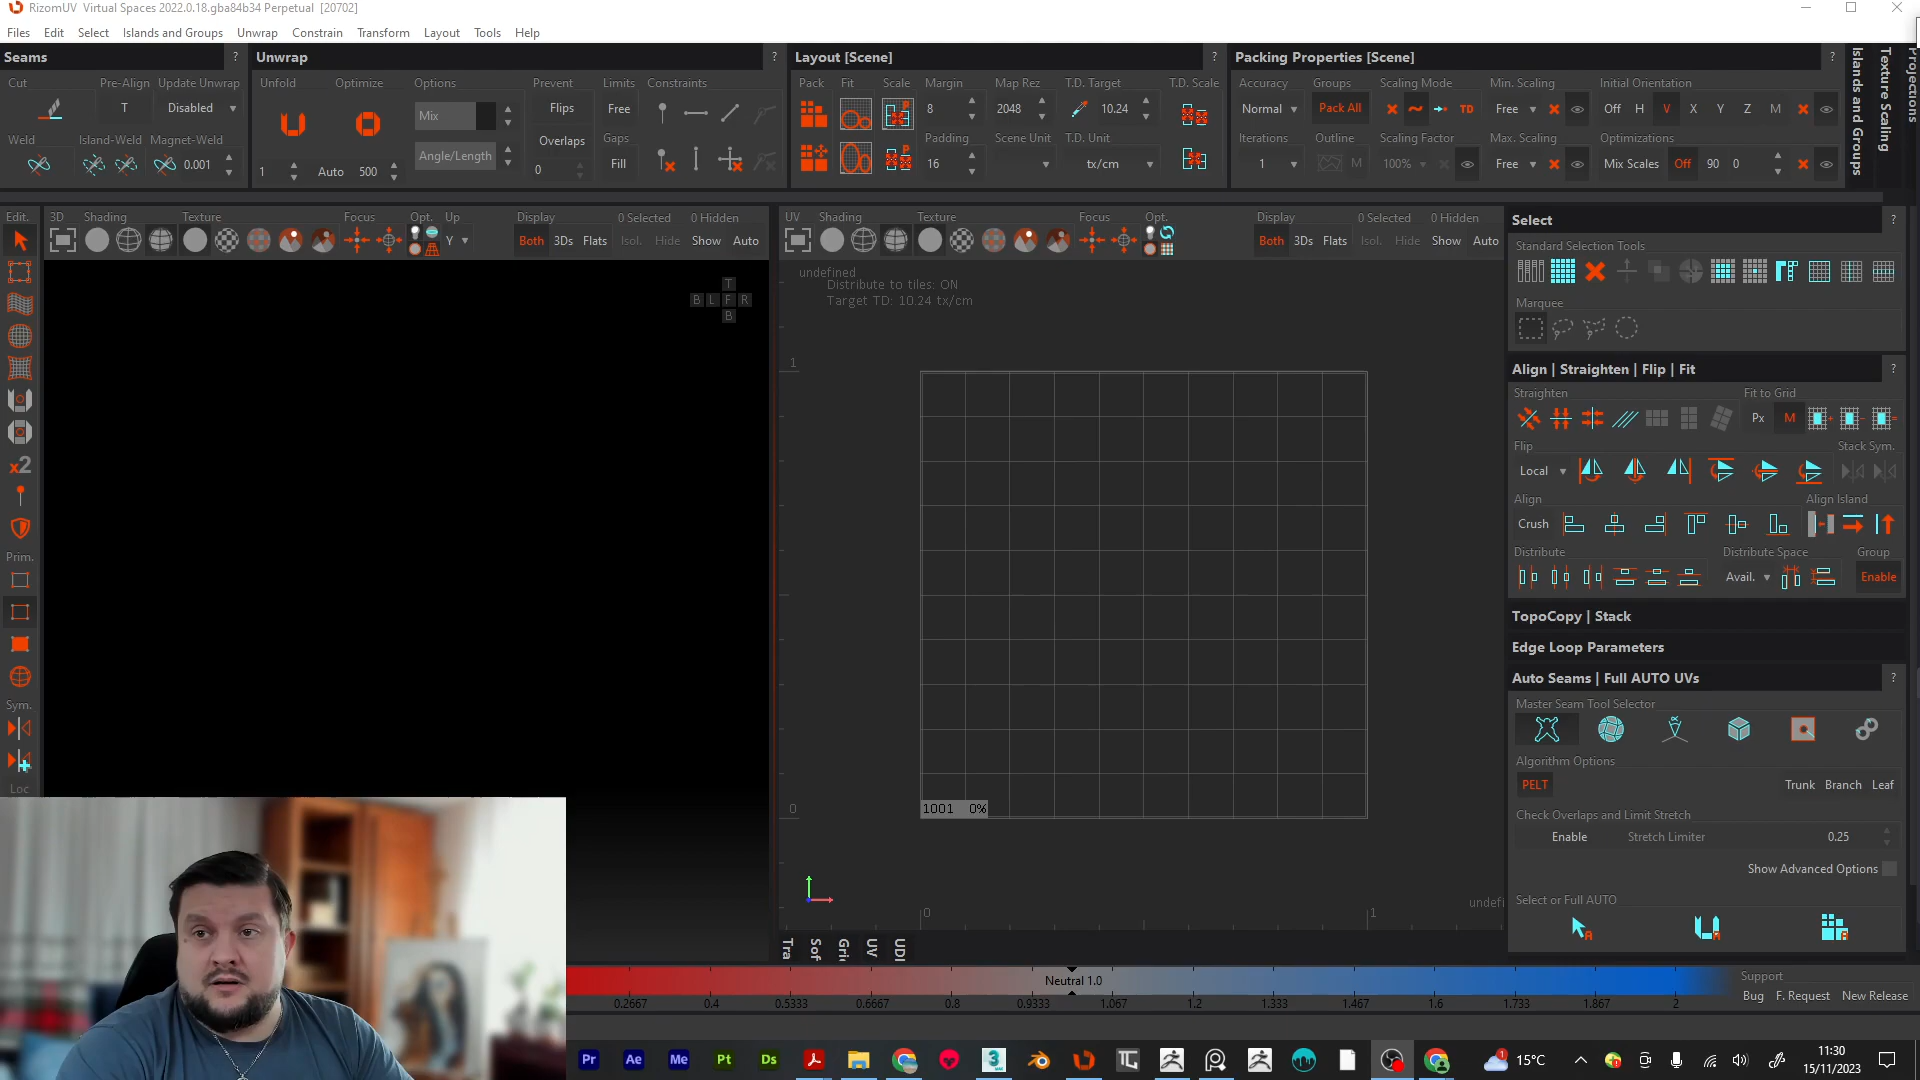 RizomUV Virtual Spaces 2022.0.18.gba84b34 Perpetual [20702]
Files Edit Select Islands and Groups Unwrap Constrain Transform Layout Tools Help
Seams ? Unwrap ? Layout [Scene] ? Packing Properties [Scene] ?
Cut Pre-Align Update Unwrap Unfold Optimize Options Prevent Limits Constraints Pack Fit Scale Margin Map Rez T.D. Target T.D. Scale Accuracy Groups Scaling Mode Min. Scaling Initial Orientation
T Disabled Mix Flips Free 8 2048 10.24 Normal Pack All TD Free Off H V X Y Z M
Weld Island-Weld Magnet-Weld Overlaps Gaps Padding Scene Unit T.D. Unit Iterations Outline Scaling Factor Max. Scaling Optimizations
0.001 1 Auto 500 Angle/Length 0 Fill 16 tx/cm 1 M 100% Free Mix Scales Off 90 0
Islands and Groups
Texture Scaling
Projections
Edit. 3D Shading Texture Focus Opt. Up Display 0 Selected 0 Hidden
Y Both 3Ds Flats Isol. Hide Show Auto
UV Shading Texture Focus Opt. Display 0 Selected 0 Hidden
Both 3Ds Flats Isol. Hide Show Auto
T
B L F R
B
undefined
Distribute to tiles: ON
Target TD: 10.24 tx/cm
1
0
1001 0%
0 1
undefi
Tra Sof Gri UV UDI
x2
Prim.
Sym.
Loc
Select ?
Standard Selection Tools
Marquee
Align | Straighten | Flip | Fit ?
Straighten Fit to Grid
Px M
Flip Stack Sym.
Local
Align Align Island
Crush
Distribute Distribute Space Group
Avail. Enable
TopoCopy | Stack
Edge Loop Parameters
Auto Seams | Full AUTO UVs ?
Master Seam Tool Selector
Algorithm Options
PELT Trunk Branch Leaf
Check Overlaps and Limit Stretch
Enable Stretch Limiter 0.25
Show Advanced Options
Select or Full AUTO
Neutral 1.0
0.2667 0.4 0.5333 0.6667 0.8 0.9333 1.067 1.2 1.333 1.467 1.6 1.733 1.867 2
Support
Bug F. Request New Release
Pr Ae Me Pt Ds 3 1 15°C
11:30
15/11/2023